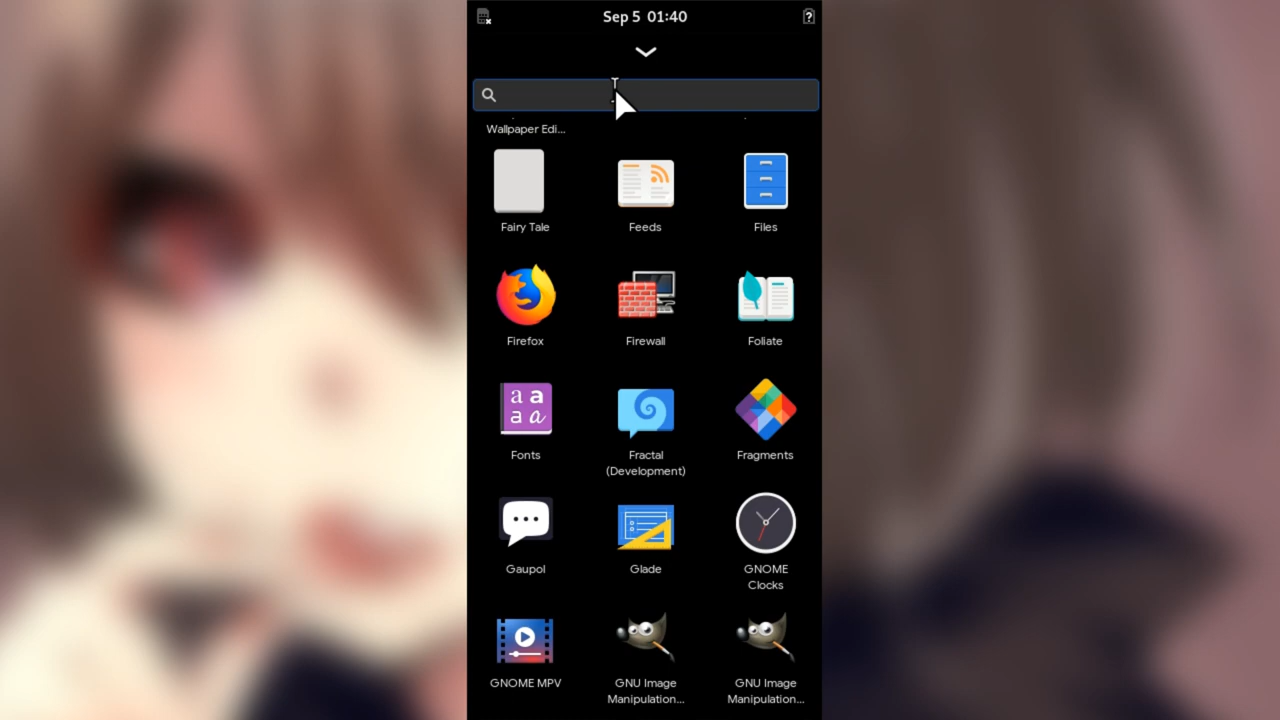 Sep 5 01:40
Wallpaper Edi...
Fairy Tale
Feeds
Files
Firefox
Firewall
Foliate
a a
a a
Fonts
Fractal
(Development)
Fragments
Gaupol
Glade
GNOME
Clocks
GNOME MPV
GNU Image
Manipulation...
GNU Image
Manipulation...